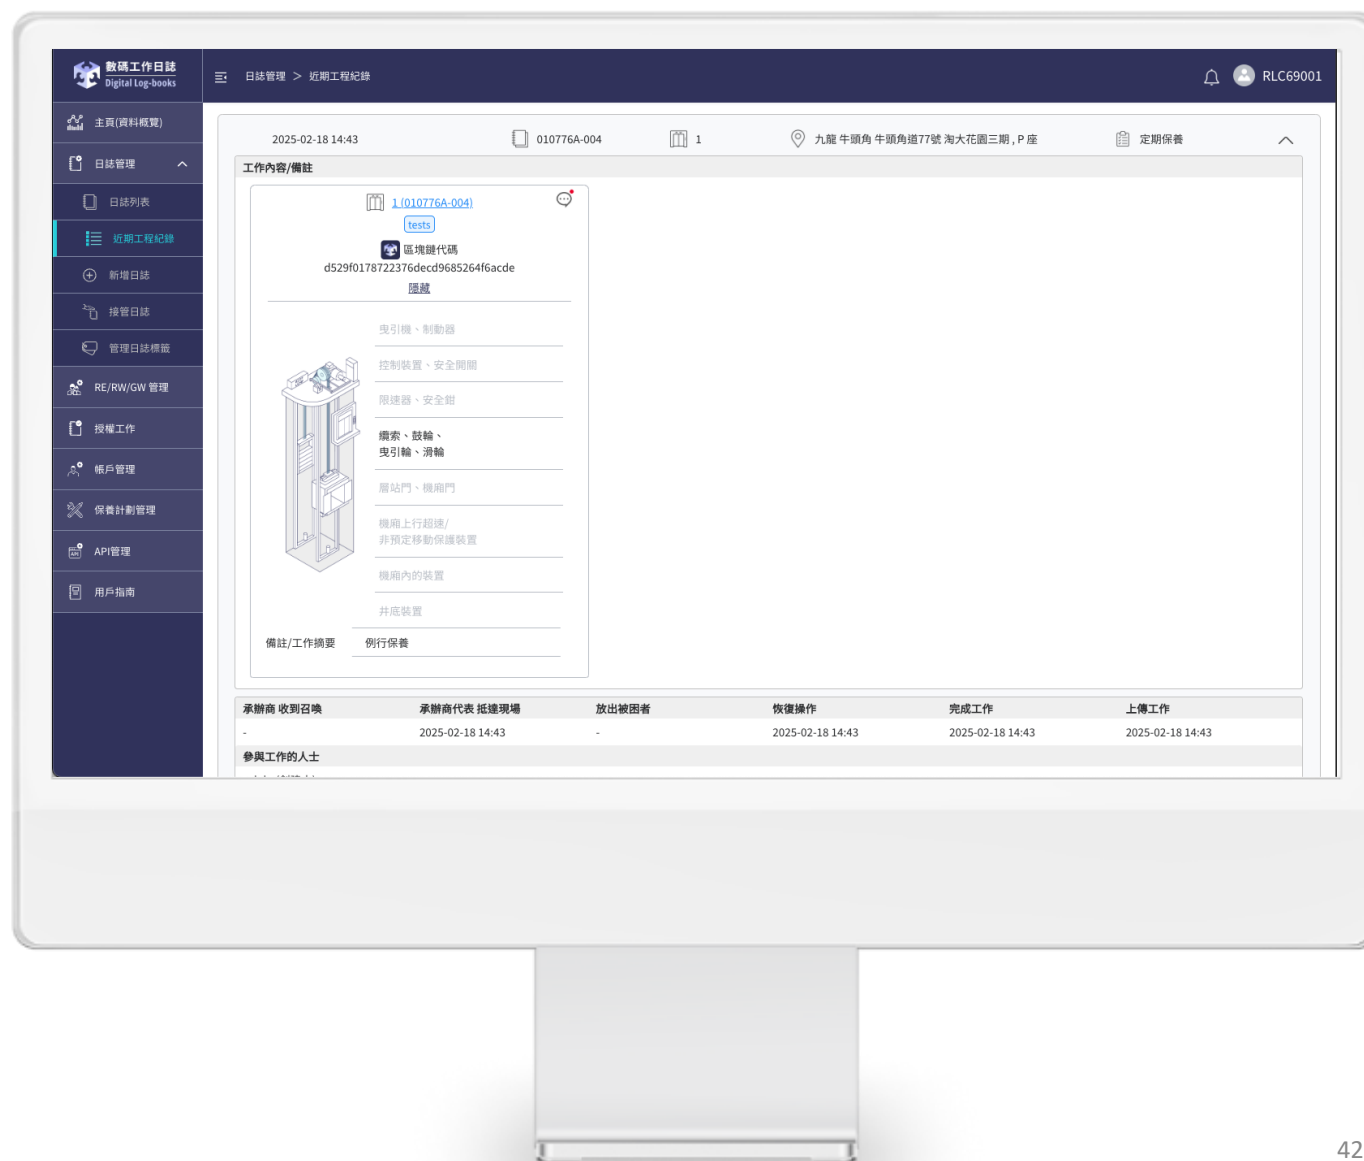 數碼工作日誌
Digital Log-books
日誌管理 > 近期工程紀錄
RLC69001
主頁(資料概覽)
日誌管理
日誌列表
近期工程紀錄
新增日誌
接管日誌
管理日誌標籤
RE/RW/GW 管理
授權工作
帳戶管理
保養計劃管理
API管理
用戶指南
2025-02-18 14:43 010776A-004 1 九龍 牛頭角 牛頭角道77號 淘大花園三期 , P 座 定期保養
工作內容/備註
1 (010776A-004)
tests
區塊鏈代碼
d529f0178722376decd9685264f6acde
隱藏
曳引機、制動器
控制裝置、安全開關
限速器、安全鉗
纜索、鼓輪、
曳引輪、滑輪
層站門、機廂門
機廂上行超速/
非預定移動保護裝置
機廂內的裝置
井底裝置
備註/工作摘要 例行保養
承辦商 收到召喚 承辦商代表 抵達現場 放出被困者 恢復操作 完成工作 上傳工作
- 2025-02-18 14:43 - 2025-02-18 14:43 2025-02-18 14:43 2025-02-18 14:43
參與工作的人士
42